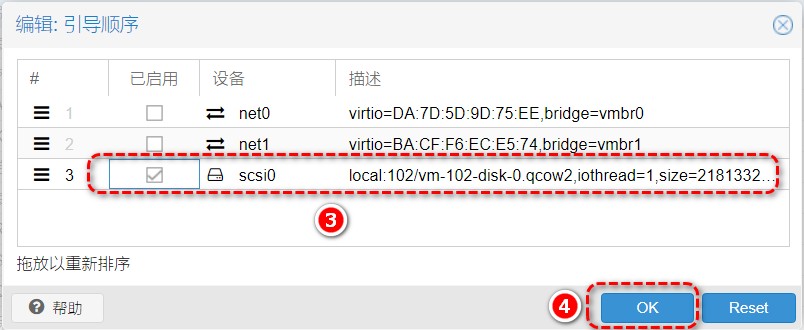 编辑: 引导顺序
# 已启用 设备 描述
1 net0 virtio=DA:7D:5D:9D:75:EE,bridge=vmbr0
2 net1 virtio=BA:CF:F6:EC:E5:74,bridge=vmbr1
3 scsi0 local:102/vm-102-disk-0.qcow2,iothread=1,size=2181332...
3
拖放以重新排序
? 帮助 4 OK Reset